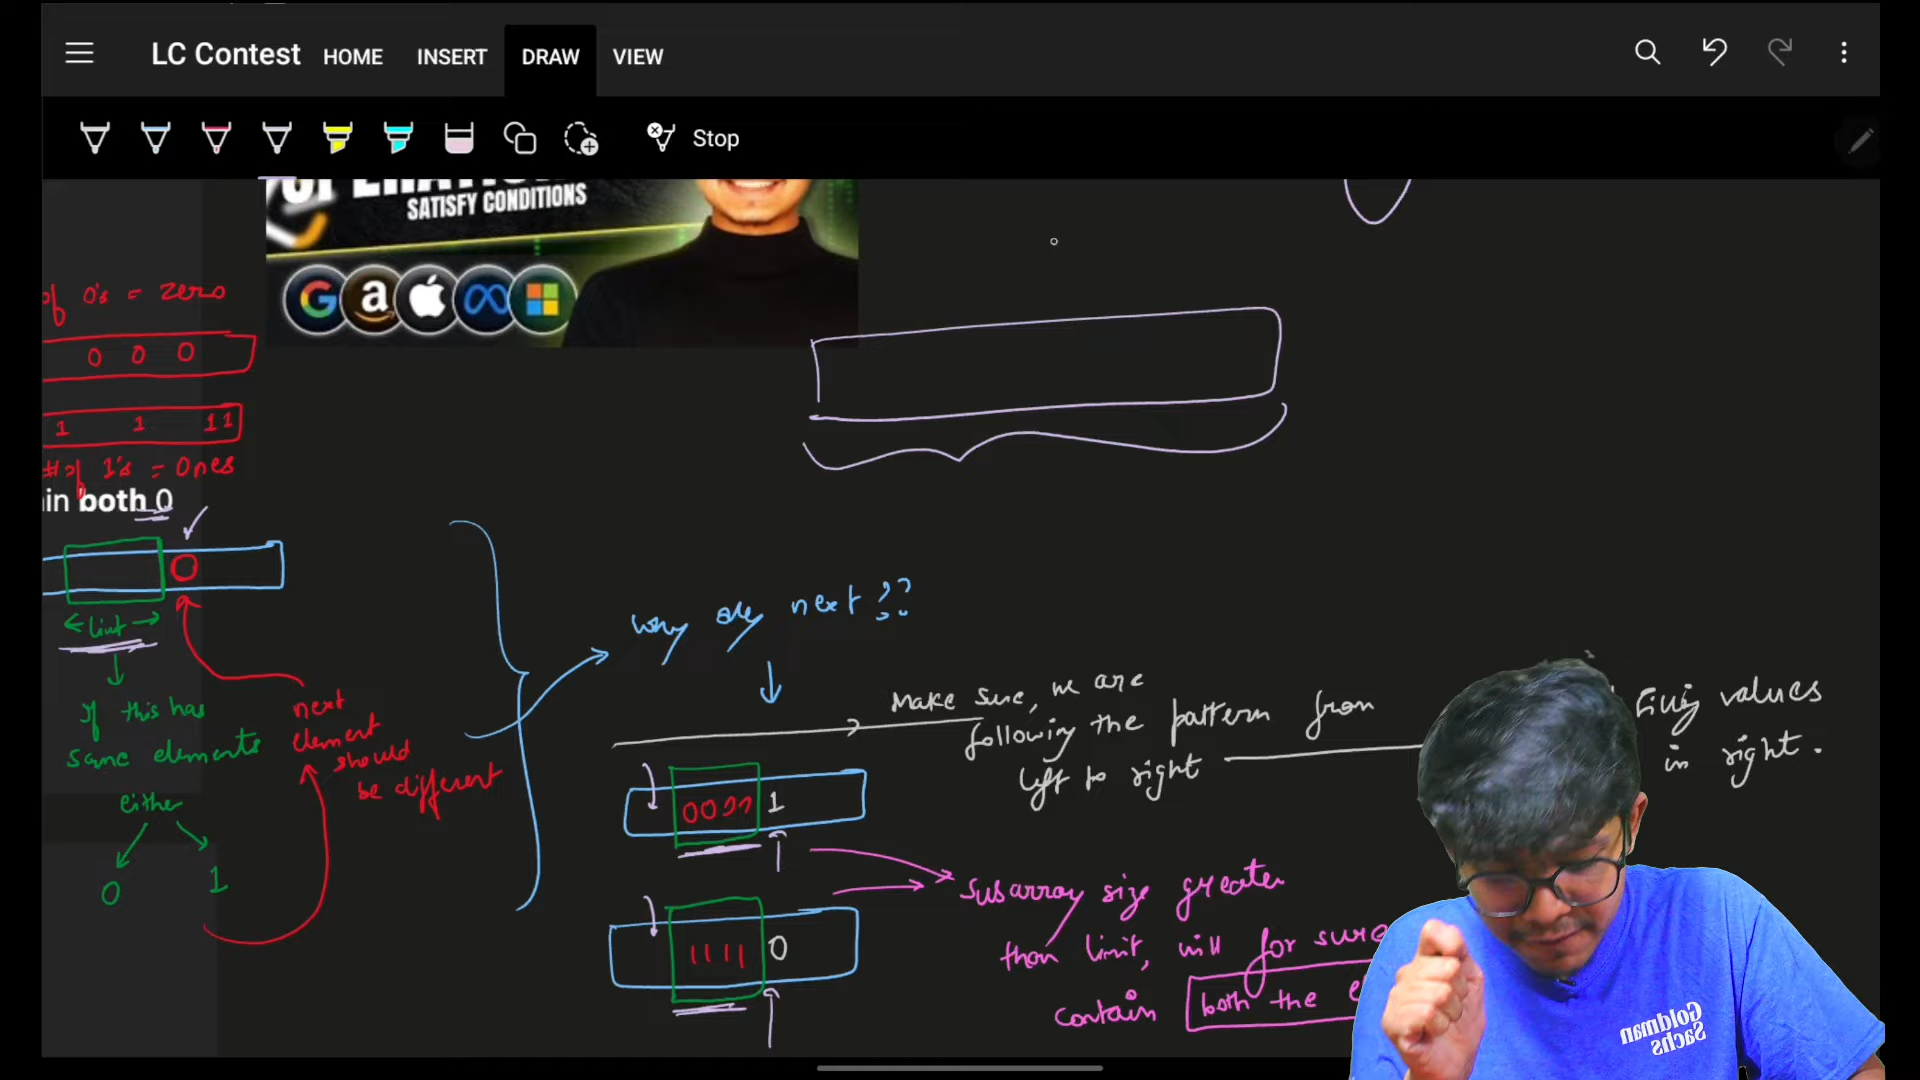 LC Contest HOME INSERT DRAW VIEW
Stop
SATISFY CONDITIONS
of 0's = zero
0 0 0
1 1 11
# of 1's = Ones
in both 0
0
limit
If this has
same elements
either
0 1
next
element
should
be different
why only next ??
Make sure, we are
following the pattern from
left to right
values
in right.
00 1
1111 0
Subarray size greater
than limit, will for sure
contain both the
Goldman
Sachs